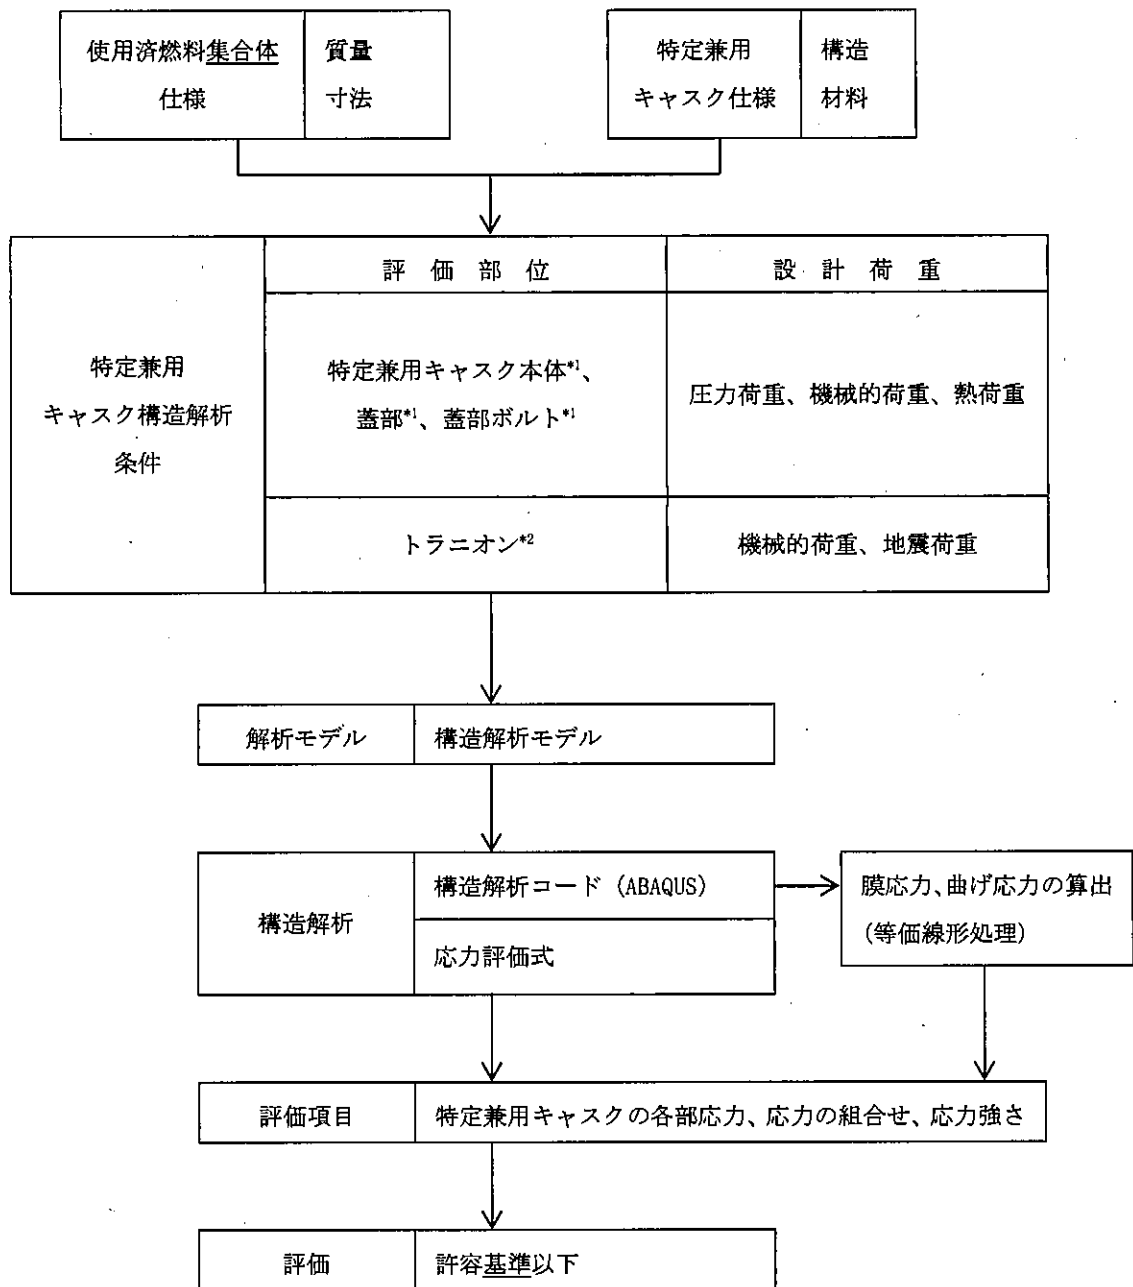 使用済燃料集合体
仕様
質量
寸法
特定兼用
キャスク仕様
構造
材料
評価部位
設計荷重
特定兼用
キャスク構造解析
条件
特定兼用キャスク本体*1、
蓋部*1、蓋部ボルト*1
圧力荷重、機械的荷重、熱荷重
トラニオン*2
機械的荷重、地震荷重
解析モデル
構造解析モデル
構造解析
構造解析コード (ABAQUS)
応力評価式
膜応力、曲げ応力の算出
(等価線形処理)
評価項目
特定兼用キャスクの各部応力、応力の組合せ、応力強さ
評価
許容基準以下